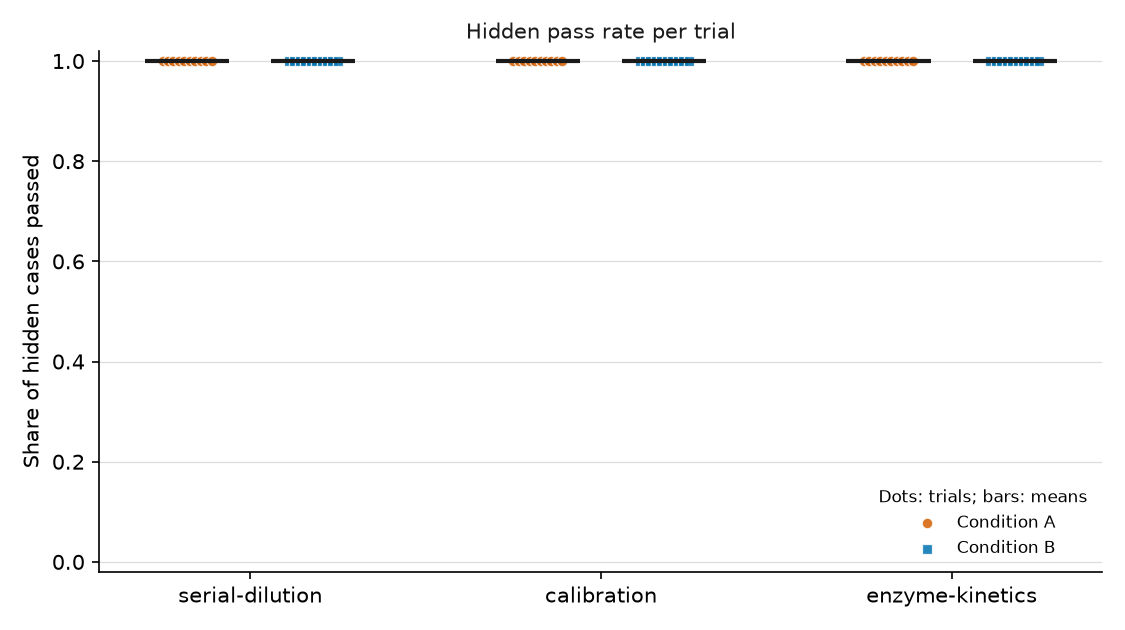 Hidden pass rate per trial
Share of hidden cases passed
1.0
0.8
0.6
0.4
0.2
0.0
Dots: trials; bars: means
Condition A
Condition B
serial-dilution
calibration
enzyme-kinetics